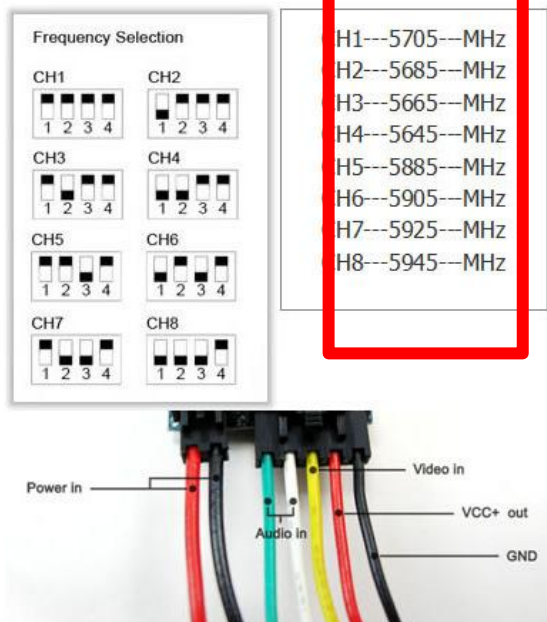 Frequency Selection
CH1 CH2
1 2 3 4 1 2 3 4
CH3 CH4
1 2 3 4 1 2 3 4
CH5 CH6
1 2 3 4 1 2 3 4
CH7 CH8
1 2 3 4 1 2 3 4
H1---5705---MHz
H2---5685---MHz
H3---5665---MHz
H4---5645---MHz
H5---5885---MHz
H6---5905---MHz
H7---5925---MHz
H8---5945---MHz
Power in
Audio in
Video in
VCC+ out
GND